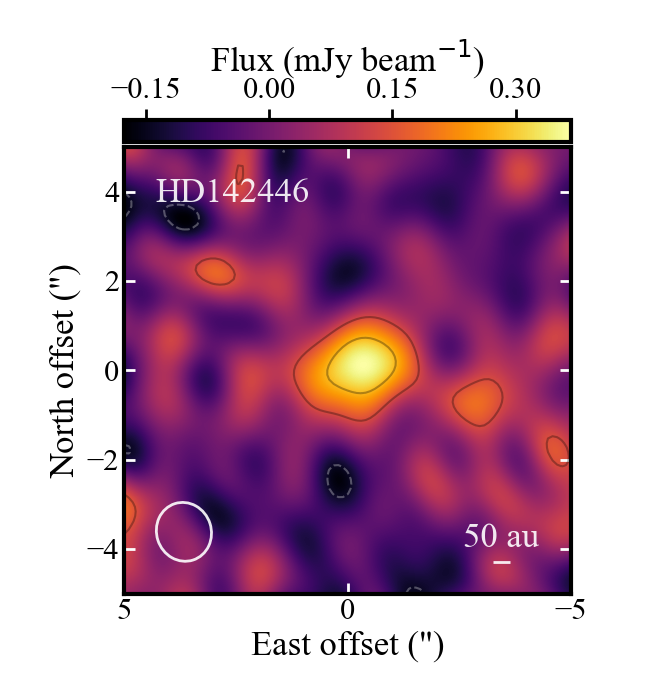 Flux (mJy beam⁻¹)
−0.15 0.00 0.15 0.30
HD142446
4
2
0
−2
−4
North offset (")
50 au
5 0 −5
East offset (")